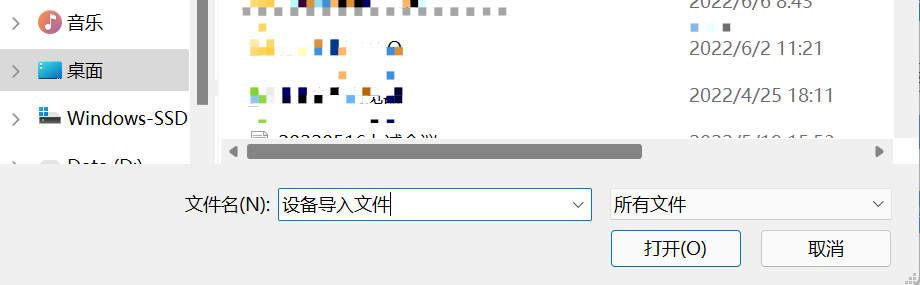 音乐
2022/6/6 8:43
桌面
2022/6/2 11:21
Windows-SSD
2022/4/25 18:11
Data (D:)
文件名(N): 设备导入文件 所有文件
打开(O) 取消